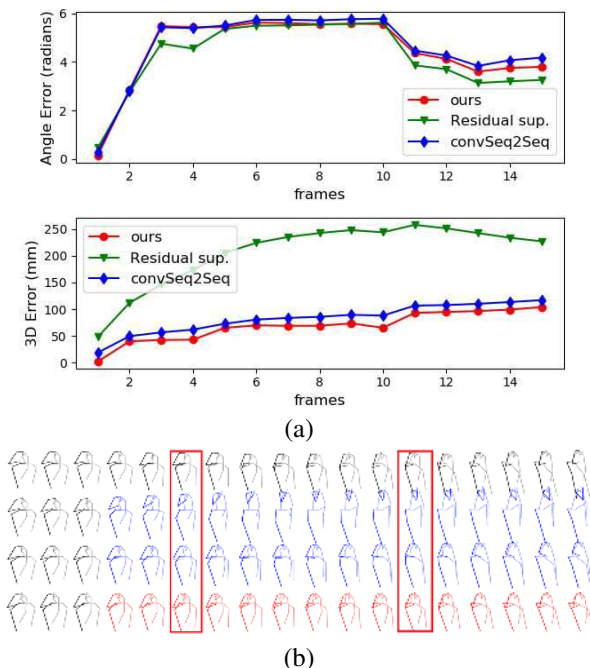 6
4
2
0
Angle Error (radians)
ours
Residual sup.
convSeq2Seq
2 4 6 8 10 12 14
frames
250
200
150
100
50
0
3D Error (mm)
ours
Residual sup.
convSeq2Seq
2 4 6 8 10 12 14
frames
(a)
(b)